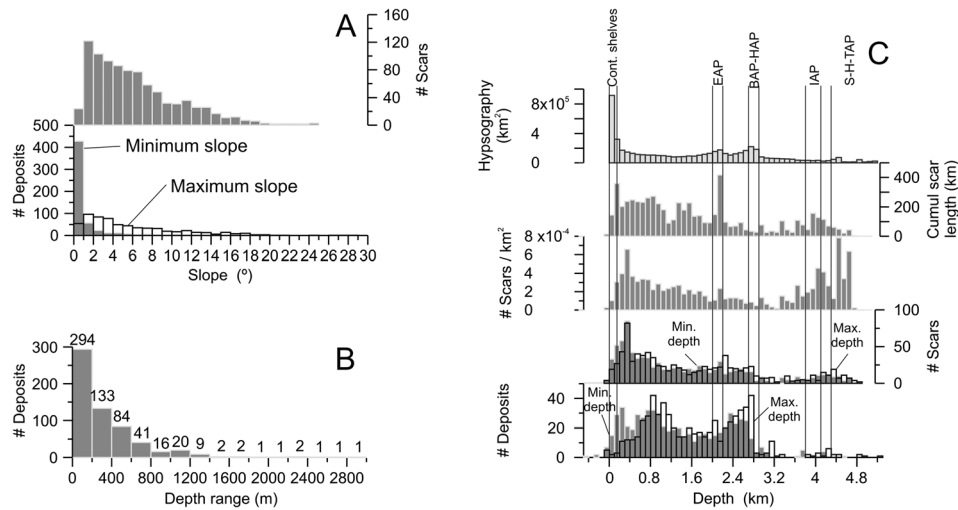 A
160
120
80
40
0
# Scars
500
400
300
200
100
0
# Deposits
Minimum slope
Maximum slope
0 2 4 6 8 10 12 14 16 18 20 22 24 26 28 30
Slope (º)
B
300
200
100
0
# Deposits
294
133
84
41
16 20 9 2 2 1 1 2 1 1 1
0 400 800 1200 1600 2000 2400 2800
Depth range (m)
C
Cont. shelves
EAP
BAP-HAP
IAP
S-H-TAP
Hypsography
(km²)
8x10⁵
4
0
400
200
0
Cumul scar
length (km)
8 x10⁻⁴
6
4
2
0
# Scars / km²
100
50
0
# Scars
Min.
depth
Max.
depth
40
20
0
# Deposits
Min.
depth
Max.
depth
0 0.8 1.6 2.4 3.2 4 4.8
Depth (km)